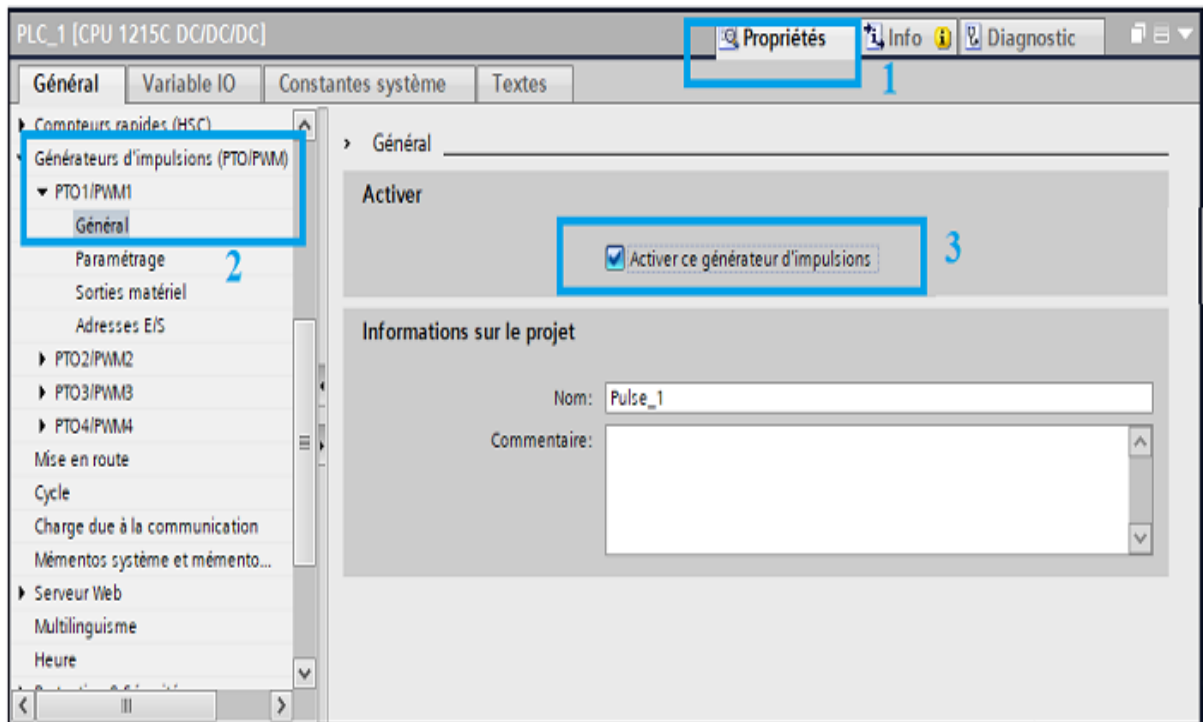 PLC_1 [CPU 1215C DC/DC/DC]
Propriétés
Info
Diagnostic
1
Général
Variable IO
Constantes système
Textes
Compteurs rapides (HSC)
Générateurs d'impulsions (PTO/PWM)
PTO1/PWM1
Général
2
Paramétrage
Sorties matériel
Adresses E/S
PTO2/PWM2
PTO3/PWM3
PTO4/PWM4
Mise en route
Cycle
Charge due à la communication
Mémentos système et mémento...
Serveur Web
Multilinguisme
Heure
Général
Activer
Activer ce générateur d'impulsions
3
Informations sur le projet
Nom: Pulse_1
Commentaire: